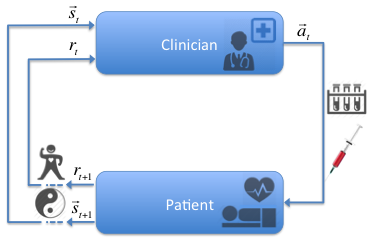 s⃗ₜ
rₜ
Clinician
a⃗ₜ
rₜ₊₁
Patient
s⃗ₜ₊₁